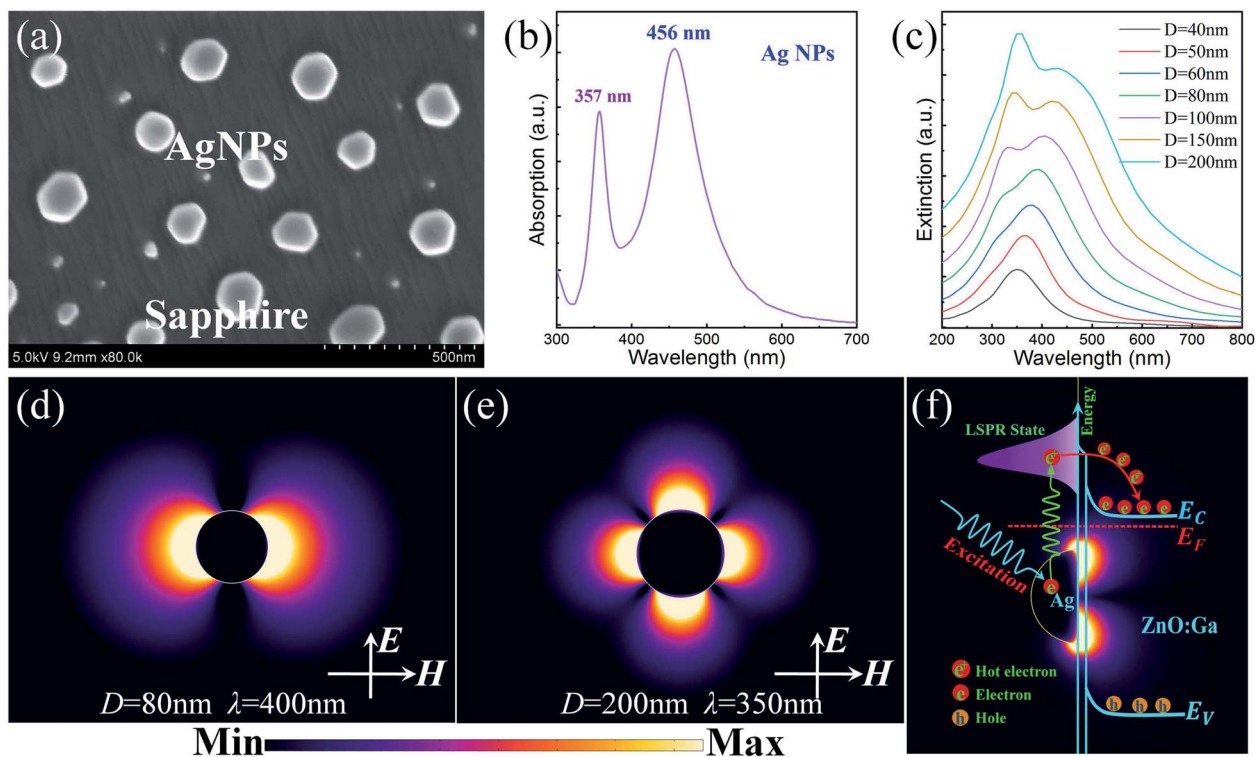 (a)
AgNPs
Sapphire
5.0kV 9.2mm x80.0k
500nm
(b)
456 nm
Ag NPs
357 nm
Absorption (a.u.)
300 400 500 600 700
Wavelength (nm)
(c)
D=40nm
D=50nm
D=60nm
D=80nm
D=100nm
D=150nm
D=200nm
Extinction (a.u.)
200 300 400 500 600 700 800
Wavelength (nm)
(d)
E
H
D=80nm λ=400nm
(e)
E
H
D=200nm λ=350nm
Min
Max
(f)
LSPR State
Energy
E_C
E_F
Excitation
e
Ag
ZnO:Ga
Hot electron
e Electron
h Hole
h h h
E_V